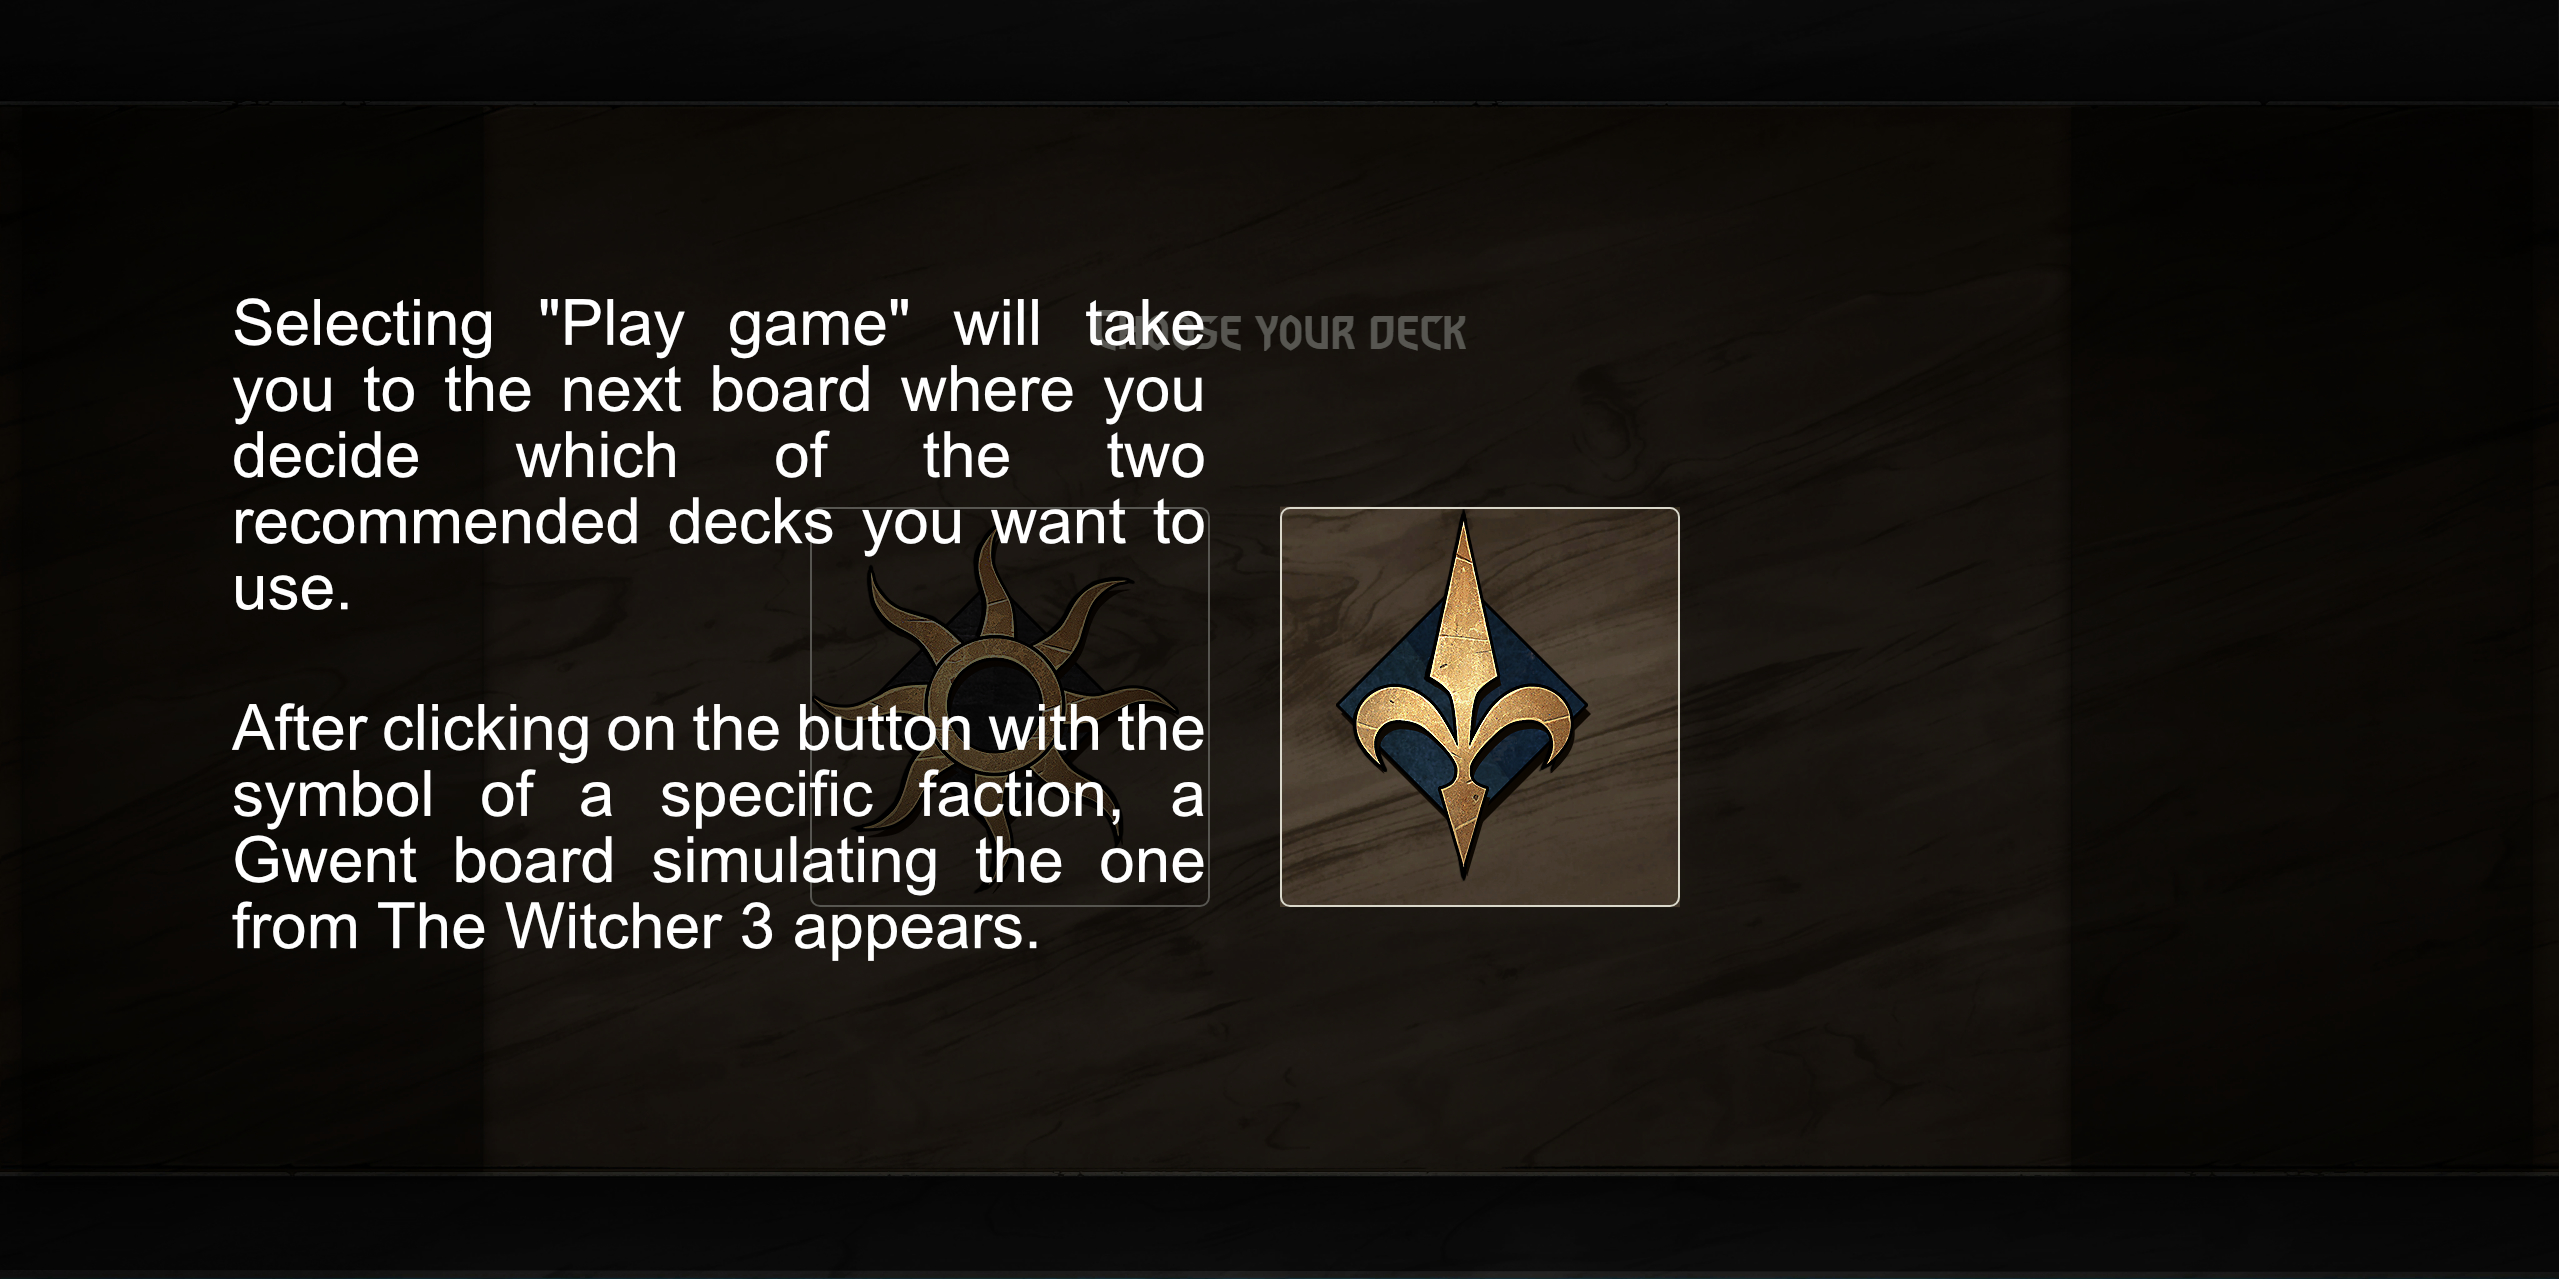 Selecting "Play game" will take
CHOOSE YOUR DECK
you to the next board where you
decide which of the two
recommended decks you want to
use.
After clicking on the button with the
symbol of a specific faction, a
Gwent board simulating the one
from The Witcher 3 appears.